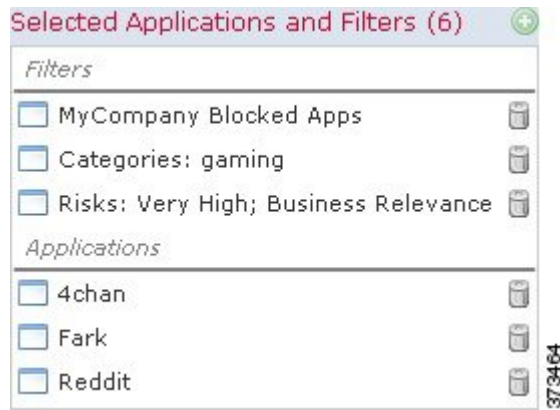 Selected Applications and Filters (6)
Filters
MyCompany Blocked Apps
Categories: gaming
Risks: Very High; Business Relevance
Applications
4chan
Fark
Reddit
373464